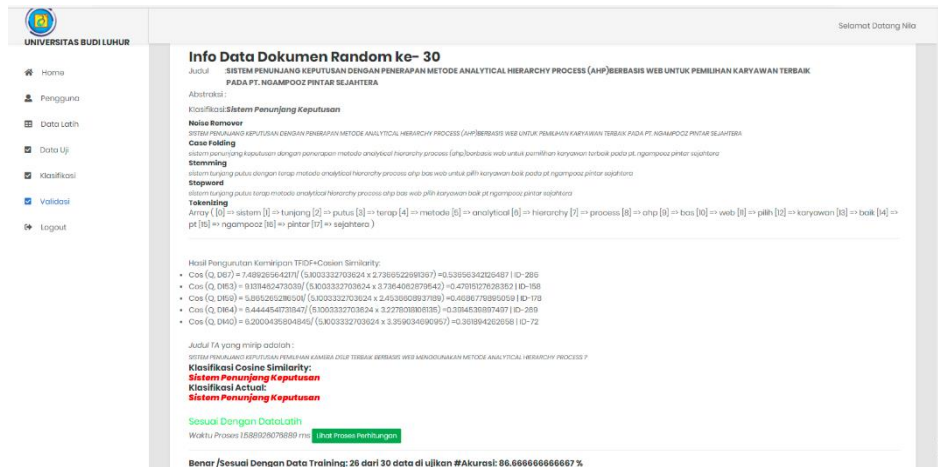 UNIVERSITAS BUDI LUHUR
Selamat Datang Nila
Home
Pengguna
Data Latih
Data Uji
Klasifikasi
Validasi
Logout
Info Data Dokumen Random ke- 30
Judul :SISTEM PENUNJANG KEPUTUSAN DENGAN PENERAPAN METODE ANALYTICAL HIERARCHY PROCESS (AHP)BERBASIS WEB UNTUK PEMILIHAN KARYAWAN TERBAIK
PADA PT. NGAMPOOZ PINTAR SEJAHTERA
Abstraksi :
Klasifikasi:Sistem Penunjang Keputusan
Noise Remover
SISTEM PENUNJANG KEPUTUSAN DENGAN PENERAPAN METODE ANALYTICAL HIERARCHY PROCESS (AHP)BERBASIS WEB UNTUK PEMILIHAN KARYAWAN TERBAIK PADA PT. NGAMPOOZ PINTAR SEJAHTERA
Case Folding
sistem penunjang keputusan dengan penerapan metode analytical hierarchy process (ahp)berbasis web untuk pemilihan karyawan terbaik pada pt. ngampooz pintar sejahtera
Stemming
sistem tunjang putus dengan terap metode analytical hierarchy process ahp bas web untuk pilih karyawan baik pada pt ngampooz pintar sejahtera
Stopword
sistem tunjang putus terap metode analytical hierarchy process ahp bas web pilih karyawan baik pt ngampooz pintar sejahtera
Tokenizing
Array ( [0] => sistem [1] => tunjang [2] => putus [3] => terap [4] => metode [5] => analytical [6] => hierarchy [7] => process [8] => ahp [9] => bas [10] => web [11] => pilih [12] => karyawan [13] => baik [14] =>
pt [15] => ngampooz [16] => pintar [17] => sejahtera )
Hasil Pengurutan Kemiripan TFIDF+Cosien Similarity:
Cos (Q, D87) = 7.489265642171/ (5.1003332703624 x 2.7366522691367) =0.53656342126487 | ID-286
Cos (Q, D153) = 9.1311462473039/ (5.1003332703624 x 3.7364062879542) =0.47915127628352 | ID-158
Cos (Q, D159) = 5.8652652116501/ (5.1003332703624 x 2.4536608937189) =0.4686779895059 | ID-178
Cos (Q, D164) = 6.4444541731847/ (5.1003332703624 x 3.2278018106135) =0.3914539897497 | ID-269
Cos (Q, D140) = 6.2000435604845/ (5.1003332703624 x 3.359034690957) =0.361894262658 | ID-72
Judul TA yang mirip adalah :
SISTEM PENUNJANG KEPUTUSAN PEMILIHAN KAMERA DSLR TERBAIK BERBASIS WEB MENGGUNAKAN METODE ANALYTICAL HIERARCHY PROCESS ?
Klasifikasi Cosine Similarity:
Sistem Penunjang Keputusan
Klasifikasi Actual:
Sistem Penunjang Keputusan
Sesuai Dengan DataLatih
Waktu Proses 1.588926076889 ms Lihat Proses Perhitungan
Benar /Sesuai Dengan Data Training: 26 dari 30 data di ujikan #Akurasi: 86.666666666667 %